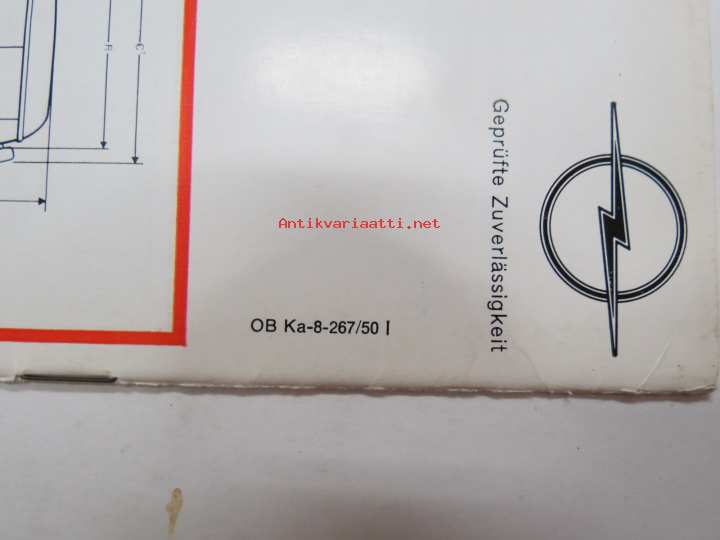 Geprüfte Zuverlässigkeit
Antikvariaatti.net
OB Ka-8-267/50 I